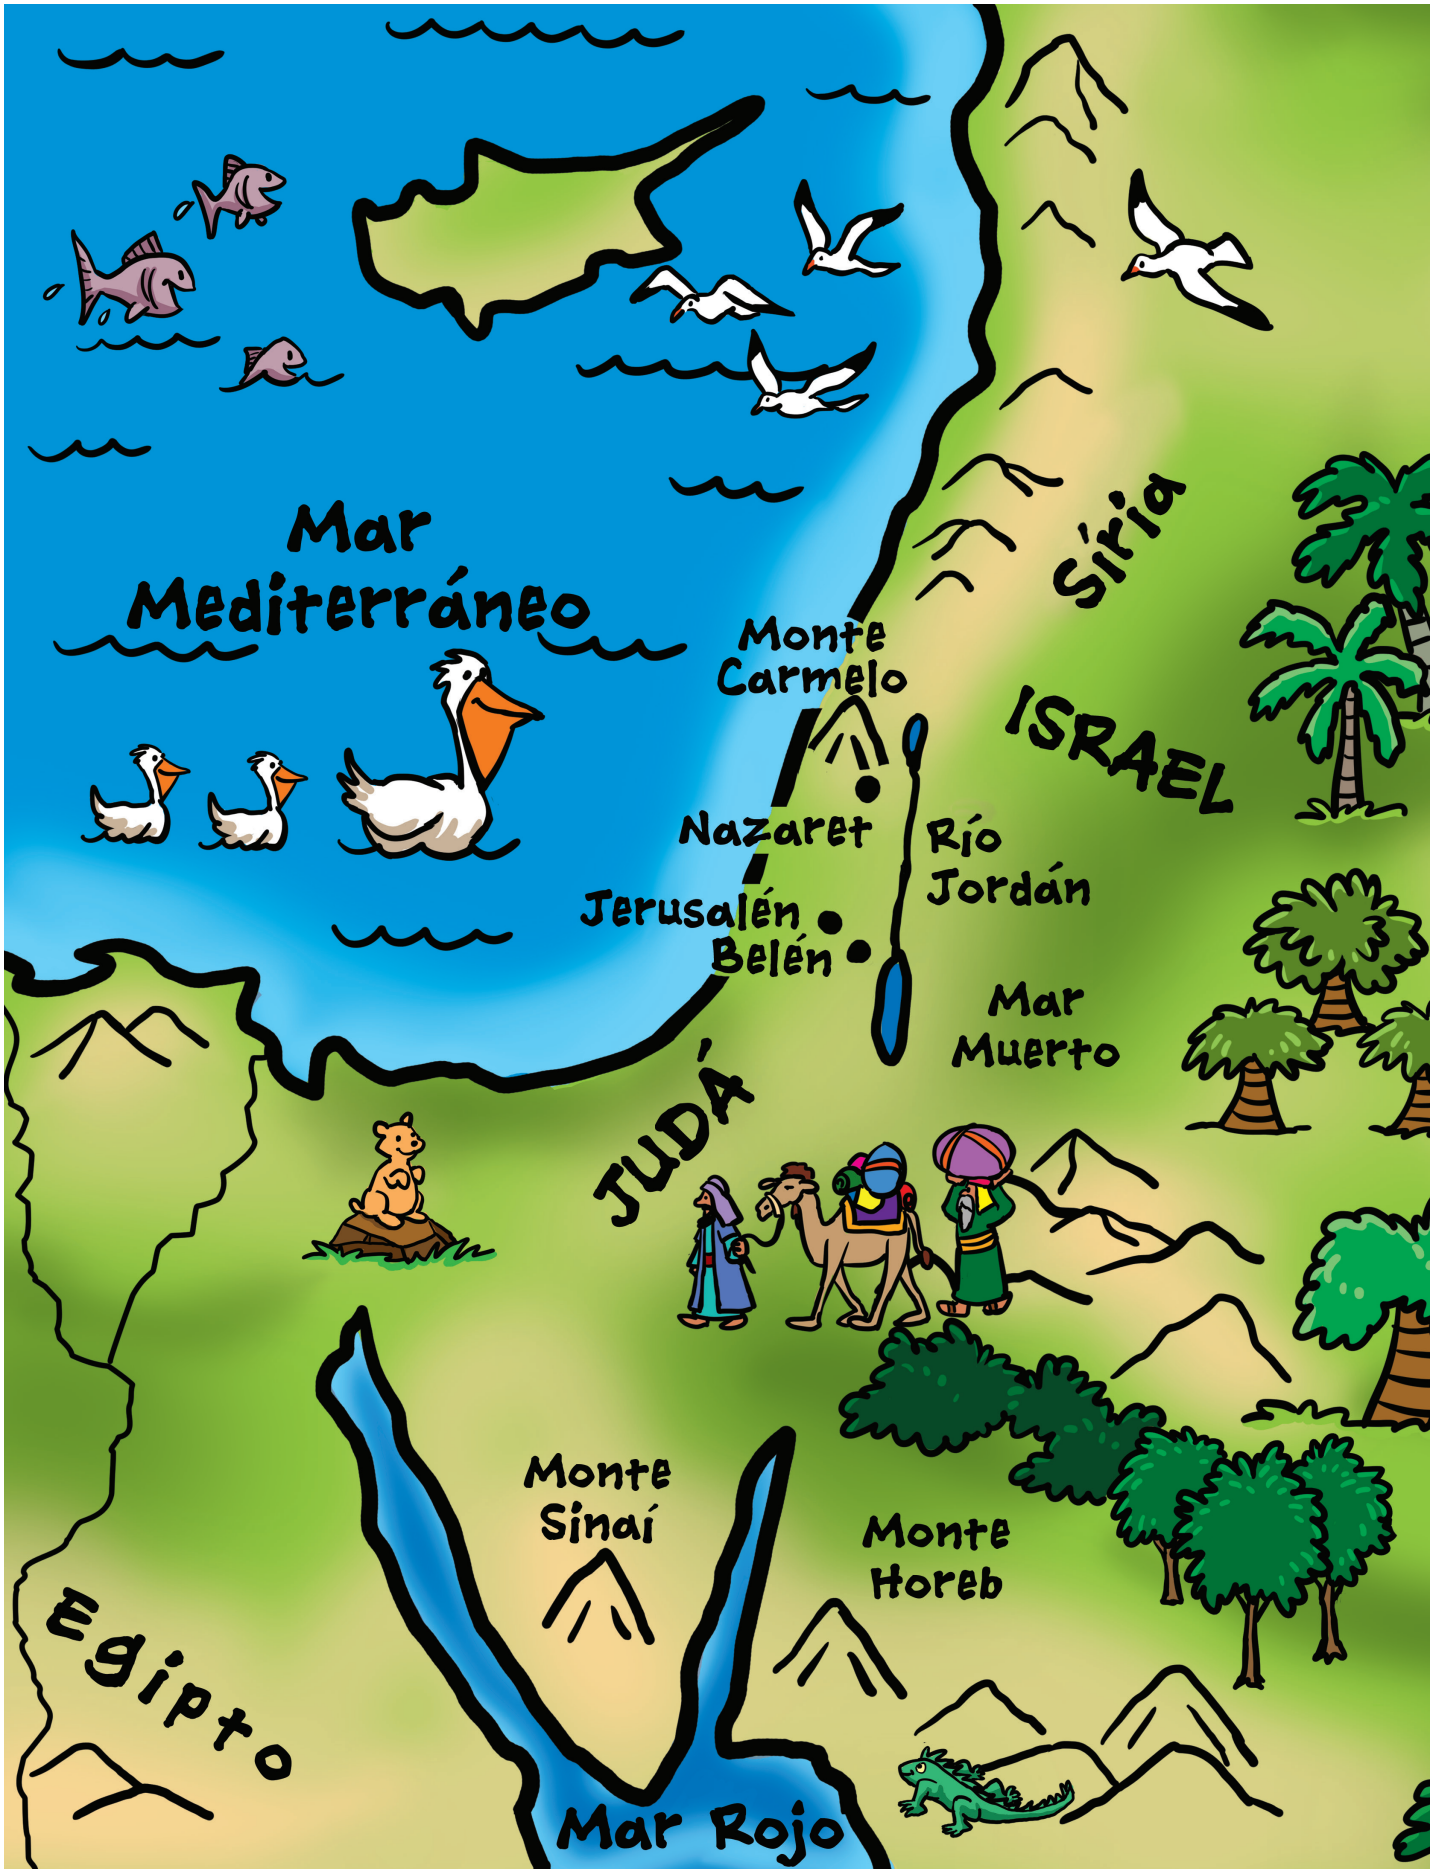 Mar
Mediterráneo
Síria
Monte
Carmelo
ISRAEL
Nazaret
Río
Jordán
Jerusalén
Belén
Mar
Muerto
JUDÁ
Monte
Sinaí
Monte
Horeb
Egipto
Mar Rojo